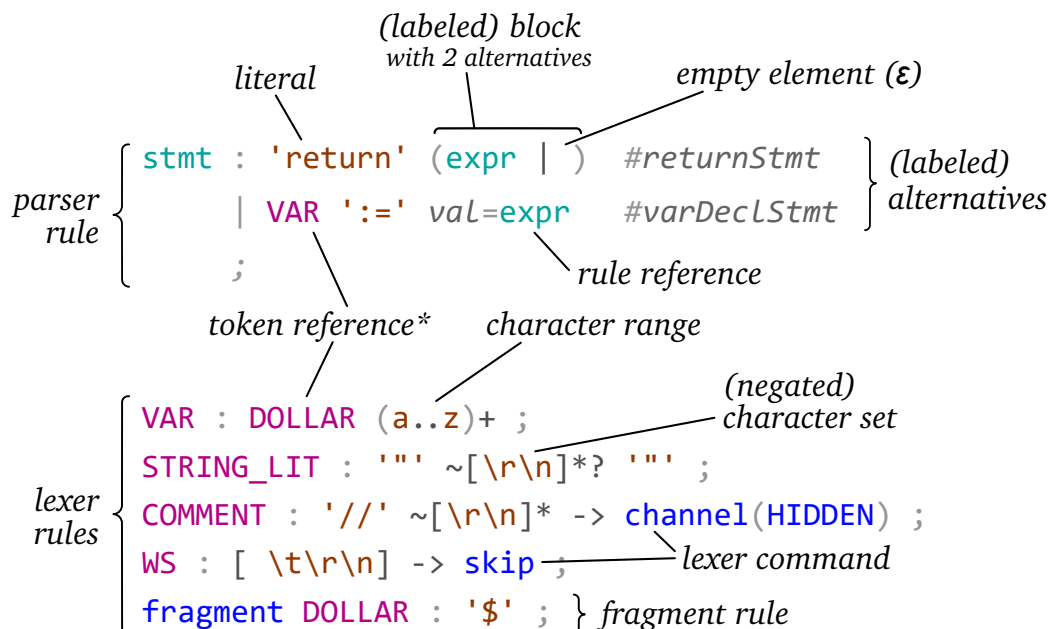 (labeled) block
with 2 alternatives
literal
empty element (ε)
stmt : 'return' (expr | ) #returnStmt
(labeled)
alternatives
parser
rule
| VAR ':=' val=expr #varDeclStmt
;
rule reference
token reference*
character range
(negated)
character set
VAR : DOLLAR (a..z)+ ;
STRING_LIT : '"' ~[\r\n]*? '"' ;
lexer
rules
COMMENT : '//' ~[\r\n]* -> channel(HIDDEN) ;
WS : [ \t\r\n] -> skip ;
lexer command
fragment DOLLAR : '$' ;
fragment rule